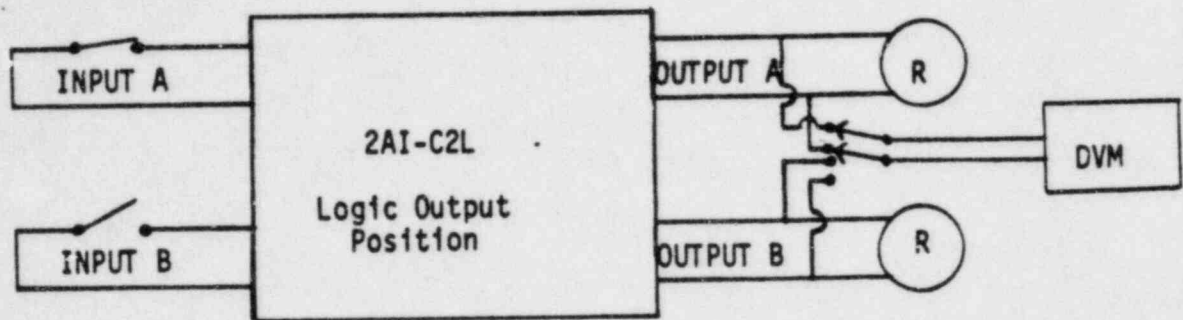 INPUT A
OUTPUT A
R
2AI-C2L
DVM
Logic Output
Position
INPUT B
OUTPUT B
R